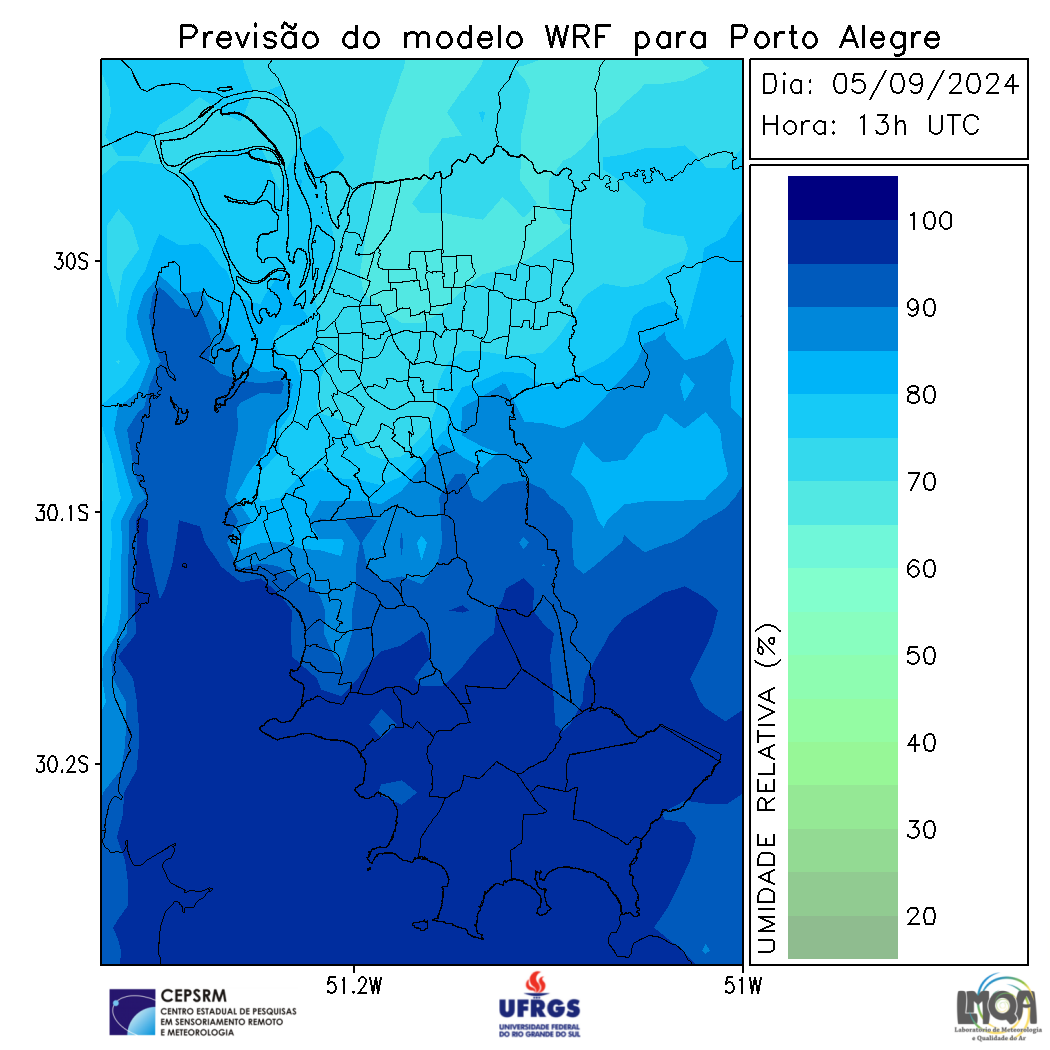 Previsão do modelo WRF para Porto Alegre
Dia: 05/09/2024
Hora: 13h UTC
30S
30.1S
30.2S
51.2W
51W
UMIDADE RELATIVA (%)
100
90
80
70
60
50
40
30
20
CEPSRM
CENTRO ESTADUAL DE PESQUISAS
EM SENSORIAMENTO REMOTO
E METEOROLOGIA
UFRGS
UNIVERSIDADE FEDERAL
DO RIO GRANDE DO SUL
LMQA
Laboratório de Meteorologia
e Qualidade do Ar